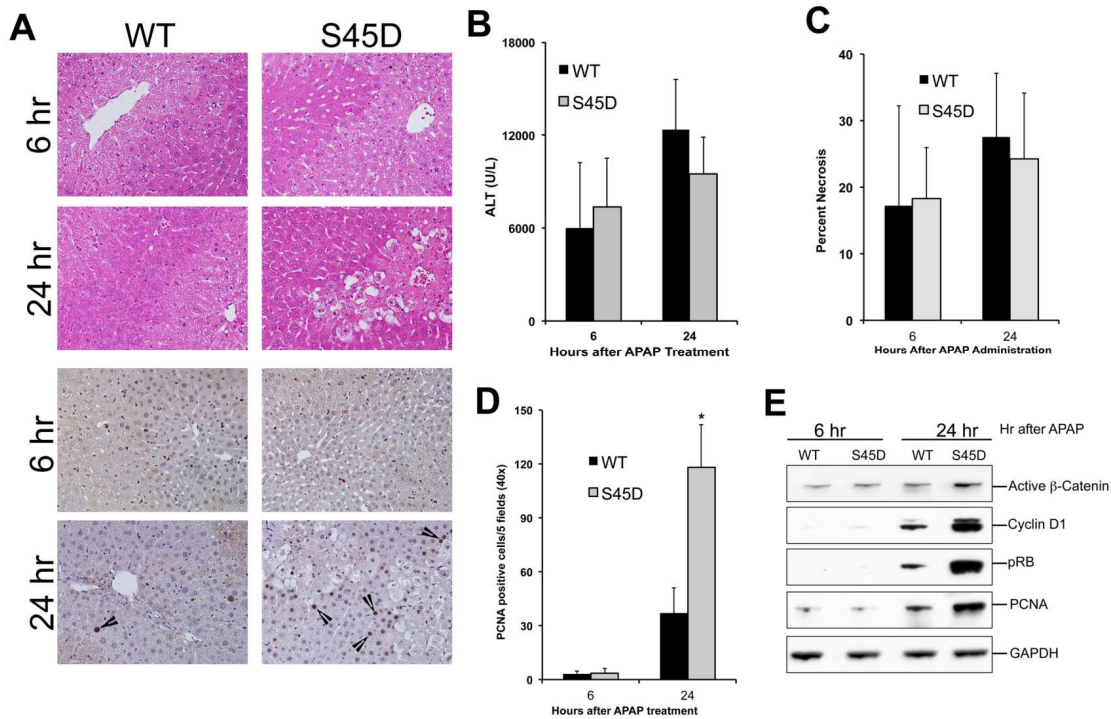 A
WT
S45D
6 hr
24 hr
6 hr
24 hr
B
18000
12000
6000
0
ALT (U/L)
WT
S45D
6
24
Hours after APAP Treatment
C
40
30
20
10
0
Percent Necrosis
WT
S45D
6
24
Hours After APAP Administration
D
150
120
90
60
30
0
PCNA positive cells/5 fields (40x)
WT
S45D
*
6
24
Hours after APAP treatment
E
6 hr
24 hr
Hr after APAP
WT
S45D
WT
S45D
Active β-Catenin
Cyclin D1
pRB
PCNA
GAPDH